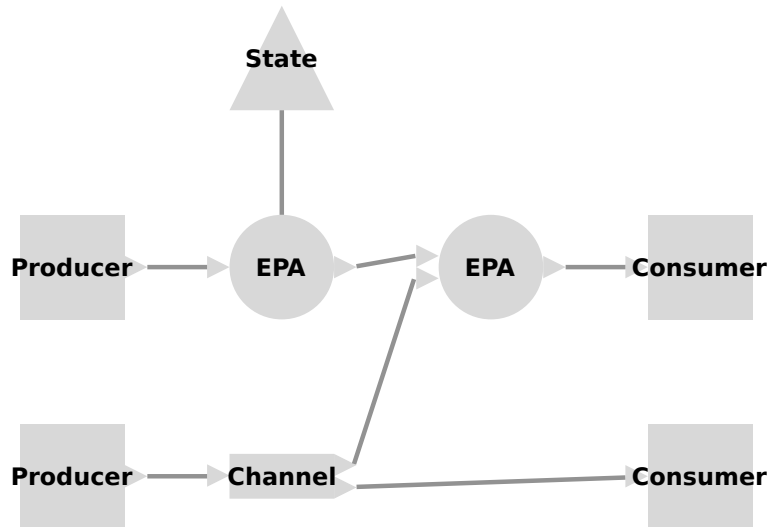 State
Producer
EPA
EPA
Consumer
Producer
Channel
Consumer